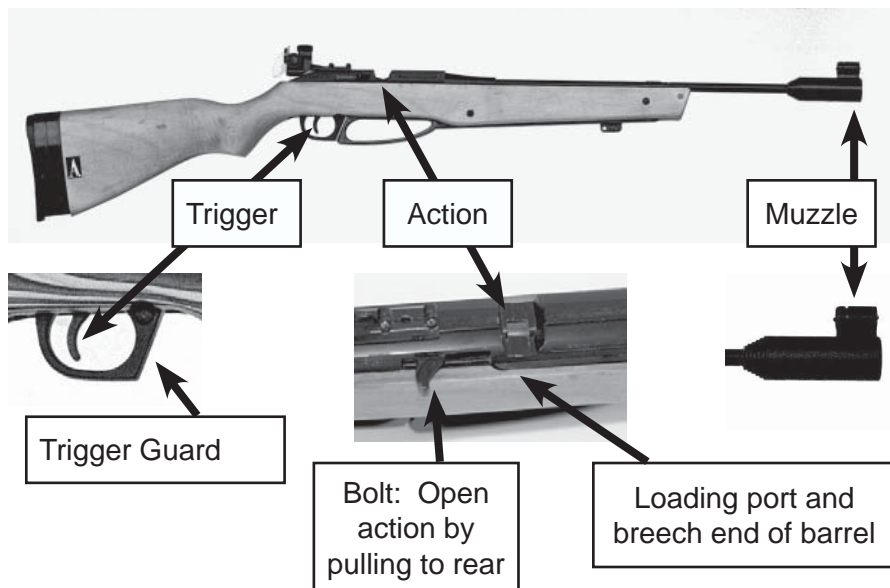 Trigger
Action
Muzzle
Trigger Guard
Bolt: Open
action by
pulling to rear
Loading port and
breech end of barrel
A